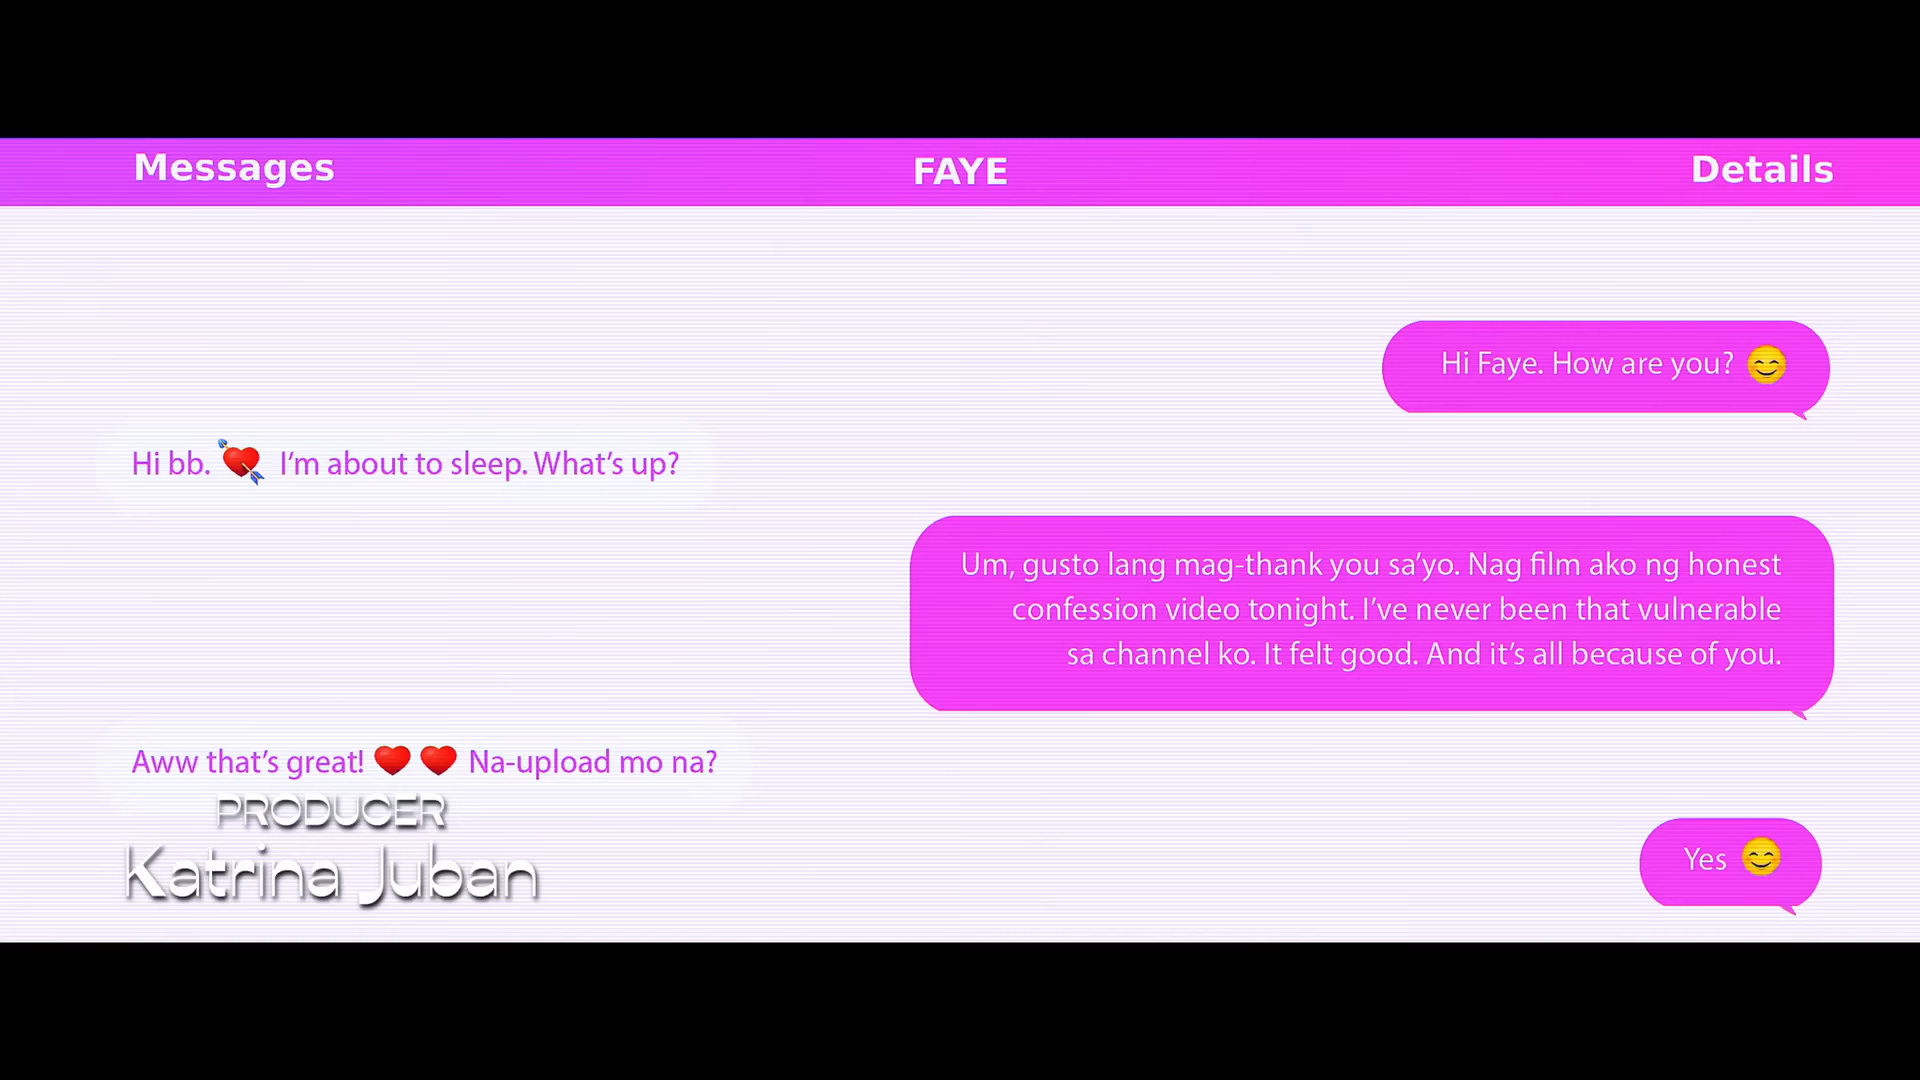 Messages
FAYE
Details
Hi Faye. How are you? 😊
Hi bb. 💘 I’m about to sleep. What’s up?
Um, gusto lang mag-thank you sa’yo. Nag film ako ng honest
confession video tonight. I’ve never been that vulnerable
sa channel ko. It felt good. And it’s all because of you.
Aww that’s great! ❤️ ❤️ Na-upload mo na?
PRODUCER
Katrina Juban
Yes 😊